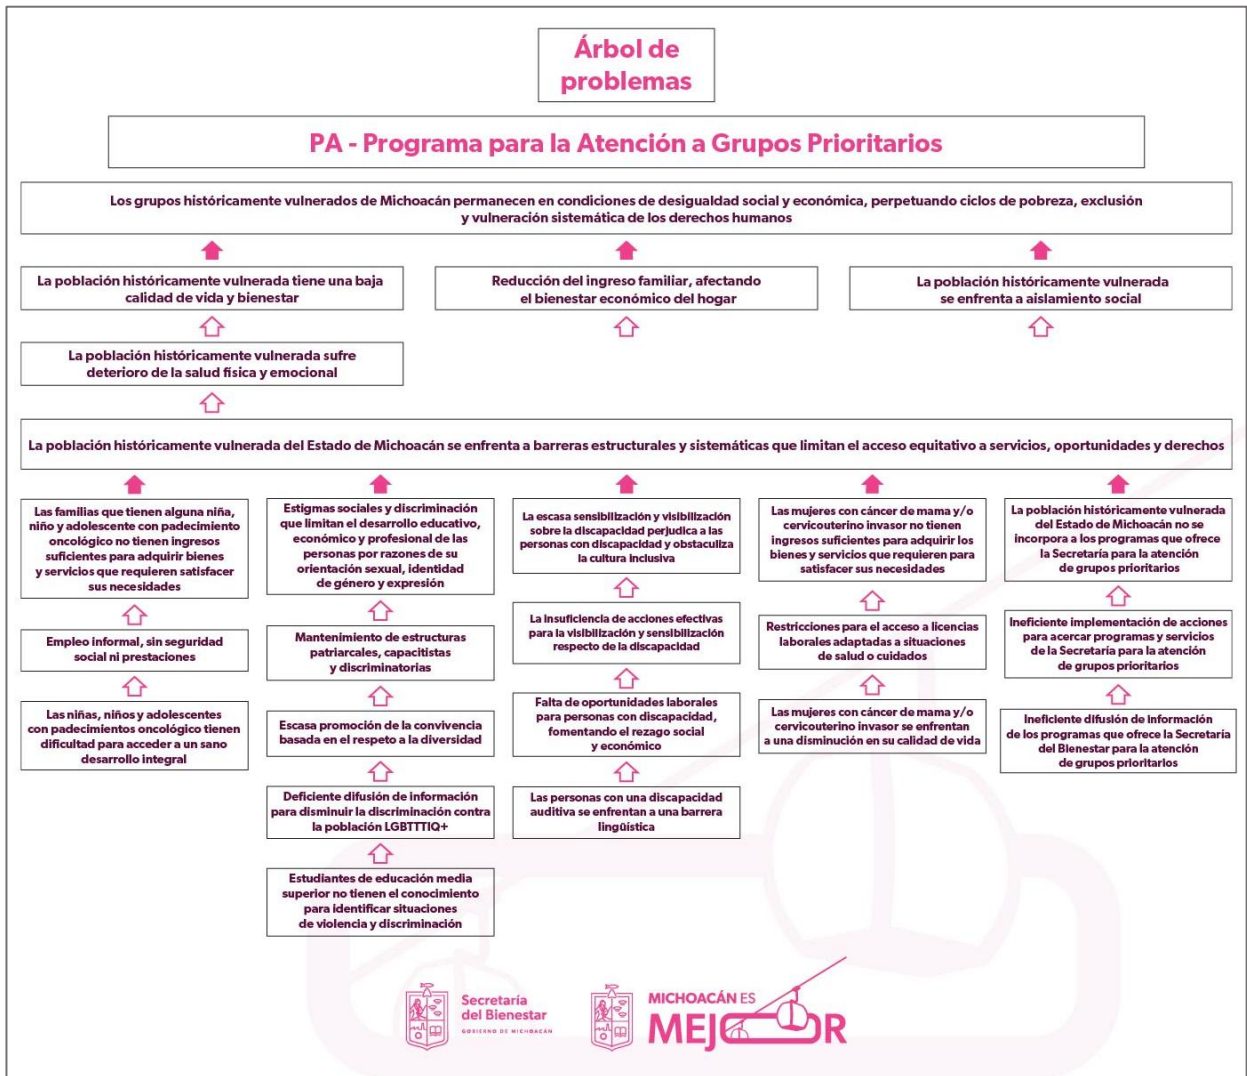 Árbol de
problemas
PA - Programa para la Atención a Grupos Prioritarios
Los grupos históricamente vulnerados de Michoacán permanecen en condiciones de desigualdad social y económica, perpetuando ciclos de pobreza, exclusión
y vulneración sistemática de los derechos humanos
La población históricamente vulnerada tiene una baja
calidad de vida y bienestar
Reducción del ingreso familiar, afectando
el bienestar económico del hogar
La población históricamente vulnerada
se enfrenta a aislamiento social
La población históricamente vulnerada sufre
deterioro de la salud física y emocional
La población históricamente vulnerada del Estado de Michoacán se enfrenta a barreras estructurales y sistemáticas que limitan el acceso equitativo a servicios, oportunidades y derechos
Las familias que tienen alguna niña,
niño y adolescente con padecimiento
oncológico no tienen ingresos
suficientes para adquirir bienes
y servicios que requieren satisfacer
sus necesidades
Empleo informal, sin seguridad
social ni prestaciones
Las niñas, niños y adolescentes
con padecimientos oncológico tienen
dificultad para acceder a un sano
desarrollo integral
Estigmas sociales y discriminación
que limitan el desarrollo educativo,
económico y profesional de las
personas por razones de su
orientación sexual, identidad
de género y expresión
Mantenimiento de estructuras
patriarcales, capacitistas
y discriminatorias
Escasa promoción de la convivencia
basada en el respeto a la diversidad
Deficiente difusión de información
para disminuir la discriminación contra
la población LGBTTTIQ+
Estudiantes de educación media
superior no tienen el conocimiento
para identificar situaciones
de violencia y discriminación
La escasa sensibilización y visibilización
sobre la discapacidad perjudica a las
personas con discapacidad y obstaculiza
la cultura inclusiva
La insuficiencia de acciones efectivas
para la visibilización y sensibilización
respecto de la discapacidad
Falta de oportunidades laborales
para personas con discapacidad,
fomentando el rezago social
y económico
Las personas con una discapacidad
auditiva se enfrentan a una barrera
lingüística
Las mujeres con cáncer de mama y/o
cervicouterino invasor no tienen
ingresos suficientes para adquirir los
bienes y servicios que requieren para
satisfacer sus necesidades
Restricciones para el acceso a licencias
laborales adaptadas a situaciones
de salud o cuidados
Las mujeres con cáncer de mama y/o
cervicouterino invasor se enfrentan
a una disminución en su calidad de vida
La población históricamente vulnerada
del Estado de Michoacán no se
incorpora a los programas que ofrece
la Secretaría para la atención
de grupos prioritarios
Ineficiente implementación de acciones
para acercar programas y servicios
de la Secretaría para la atención
de grupos prioritarios
Ineficiente difusión de información
de los programas que ofrece la Secretaría
del Bienestar para la atención
de grupos prioritarios
Secretaría
del Bienestar
GOBIERNO DE MICHOACÁN
MICHOACÁN ES
MEJOR